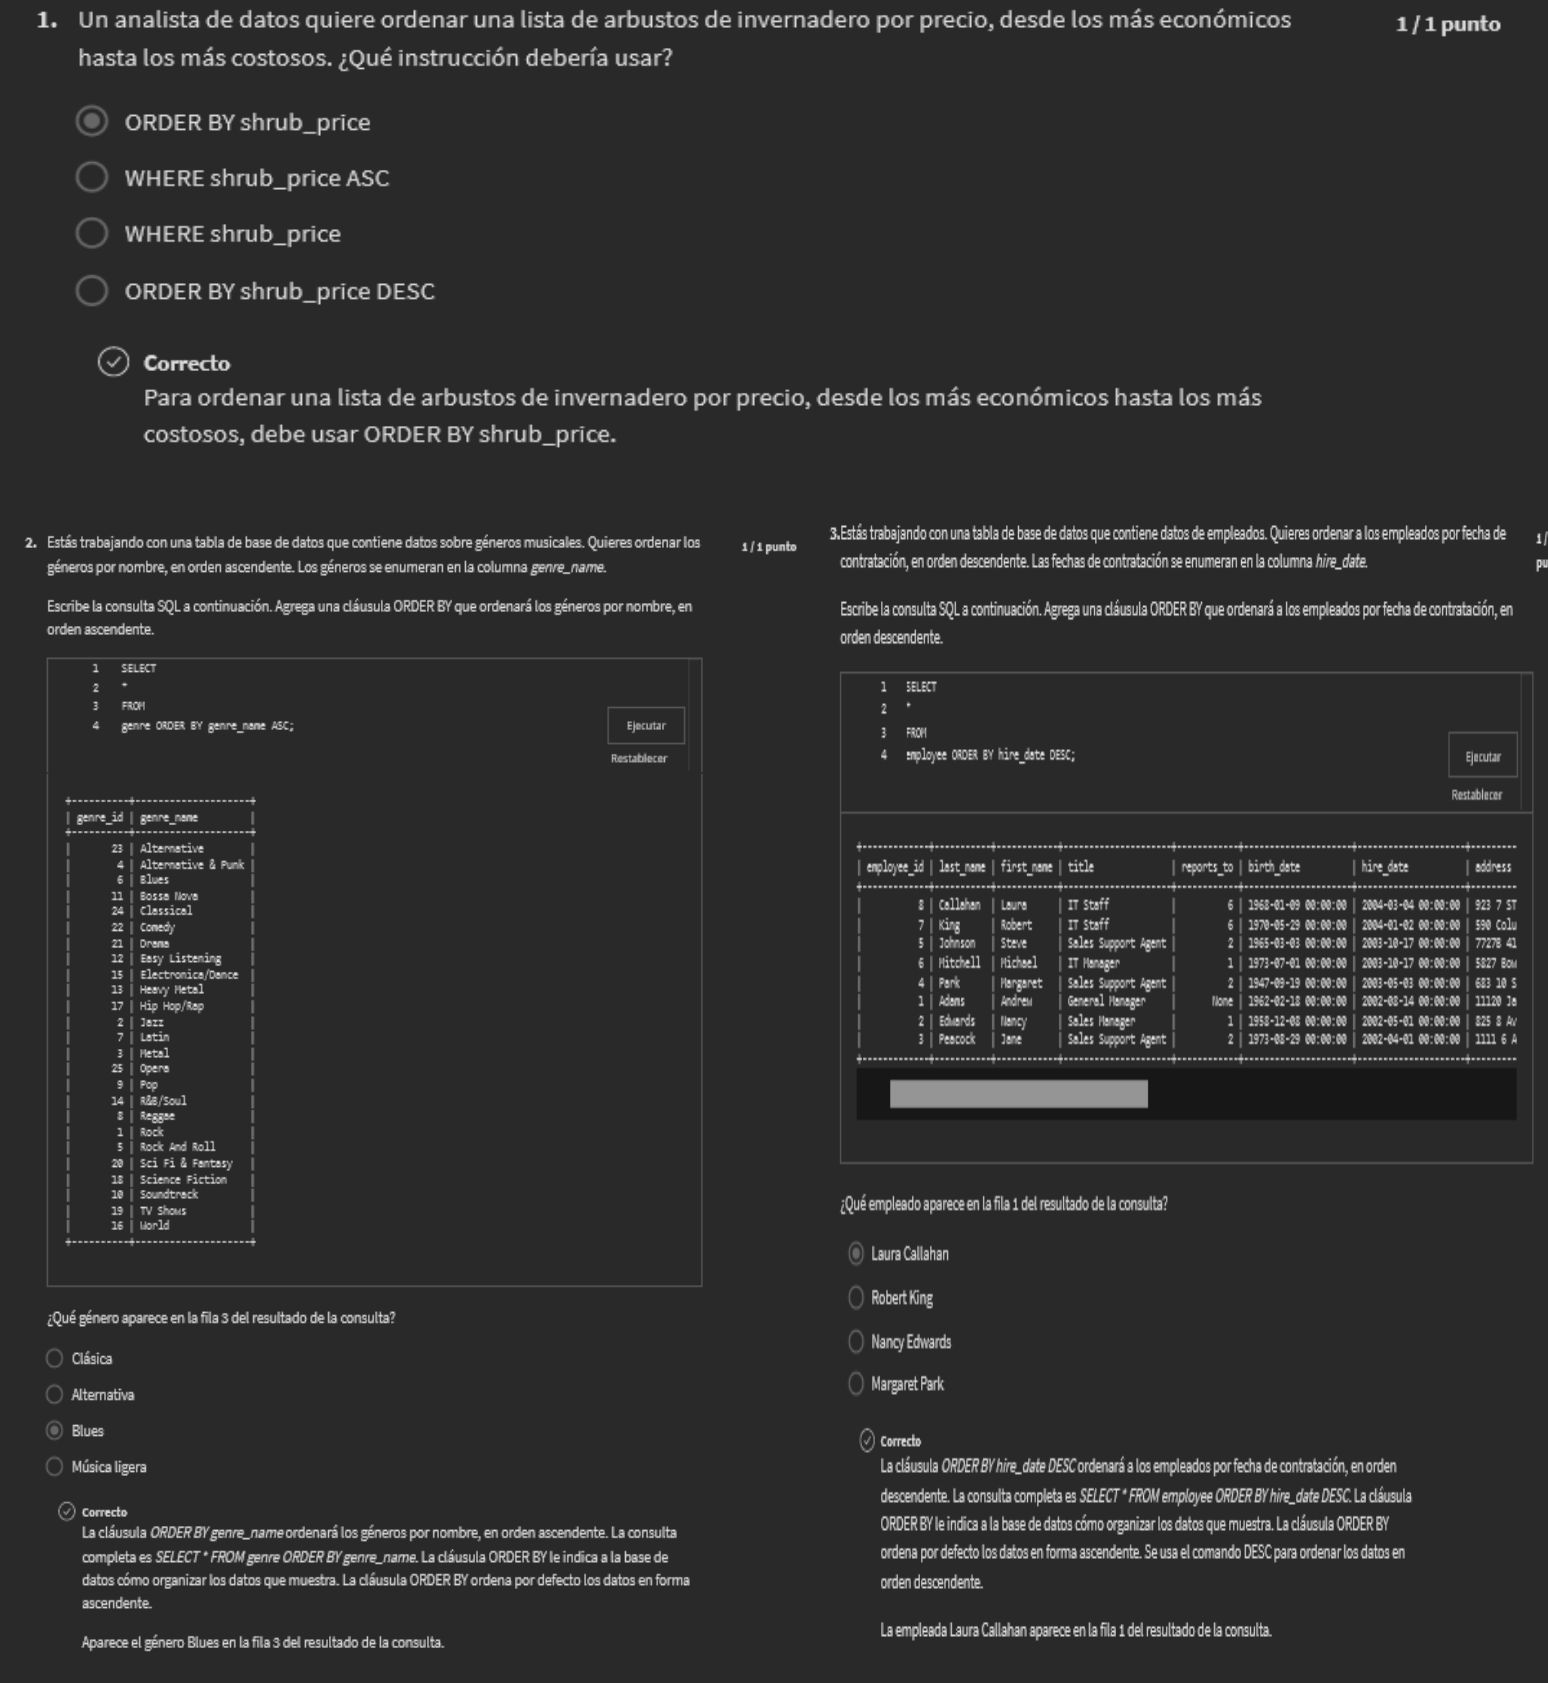 1. Un analista de datos quiere ordenar una lista de arbustos de invernadero por precio, desde los más económicos
hasta los más costosos. ¿Qué instrucción debería usar?
1 / 1 punto
ORDER BY shrub_price
WHERE shrub_price ASC
WHERE shrub_price
ORDER BY shrub_price DESC
Correcto
Para ordenar una lista de arbustos de invernadero por precio, desde los más económicos hasta los más
costosos, debe usar ORDER BY shrub_price.
2. Estás trabajando con una tabla de base de datos que contiene datos sobre géneros musicales. Quieres ordenar los
géneros por nombre, en orden ascendente. Los géneros se enumeran en la columna genre_name.
1 / 1 punto
Escribe la consulta SQL a continuación. Agrega una cláusula ORDER BY que ordenará los géneros por nombre, en
orden ascendente.
1 SELECT
2 *
3 FROM
4 genre ORDER BY genre_name ASC;
Ejecutar
Restablecer
| genre_id | genre_name |
| 23 | Alternative |
| 4 | Alternative & Punk |
| 6 | Blues |
| 11 | Bossa Nova |
| 24 | Classical |
| 22 | Comedy |
| 21 | Drama |
| 12 | Easy Listening |
| 15 | Electronica/Dance |
| 13 | Heavy Metal |
| 17 | Hip Hop/Rap |
| 2 | Jazz |
| 7 | Latin |
| 3 | Metal |
| 25 | Opera |
| 9 | Pop |
| 14 | R&B/Soul |
| 8 | Reggae |
| 1 | Rock |
| 5 | Rock And Roll |
| 20 | Sci Fi & Fantasy |
| 18 | Science Fiction |
| 10 | Soundtrack |
| 19 | TV Shows |
| 16 | World |
¿Qué género aparece en la fila 3 del resultado de la consulta?
Clásica
Alternativa
Blues
Música ligera
Correcto
La cláusula ORDER BY genre_name ordenará los géneros por nombre, en orden ascendente. La consulta
completa es SELECT * FROM genre ORDER BY genre_name. La cláusula ORDER BY le indica a la base de
datos cómo organizar los datos que muestra. La cláusula ORDER BY ordena por defecto los datos en forma
ascendente.
Aparece el género Blues en la fila 3 del resultado de la consulta.
3. Estás trabajando con una tabla de base de datos que contiene datos de empleados. Quieres ordenar a los empleados por fecha de
contratación, en orden descendente. Las fechas de contratación se enumeran en la columna hire_date.
1 /
pu
Escribe la consulta SQL a continuación. Agrega una cláusula ORDER BY que ordenará a los empleados por fecha de contratación, en
orden descendente.
1 SELECT
2 *
3 FROM
4 employee ORDER BY hire_date DESC;
Ejecutar
Restablecer
| employee_id | last_name | first_name | title | reports_to | birth_date | hire_date | address
| 8 | Callahan | Laura | IT Staff | 6 | 1968-01-09 00:00:00 | 2004-03-04 00:00:00 | 923 7 ST
| 7 | King | Robert | IT Staff | 6 | 1970-05-29 00:00:00 | 2004-01-02 00:00:00 | 590 Colu
| 5 | Johnson | Steve | Sales Support Agent | 2 | 1965-03-03 00:00:00 | 2003-10-17 00:00:00 | 7727B 41
| 6 | Mitchell | Michael | IT Manager | 1 | 1973-07-01 00:00:00 | 2003-10-17 00:00:00 | 5827 Bow
| 4 | Park | Margaret | Sales Support Agent | 2 | 1947-09-19 00:00:00 | 2003-05-03 00:00:00 | 683 10 S
| 1 | Adams | Andrew | General Manager | None | 1962-02-18 00:00:00 | 2002-08-14 00:00:00 | 11120 Ja
| 2 | Edwards | Nancy | Sales Manager | 1 | 1958-12-08 00:00:00 | 2002-05-01 00:00:00 | 825 8 Av
| 3 | Peacock | Jane | Sales Support Agent | 2 | 1973-08-29 00:00:00 | 2002-04-01 00:00:00 | 1111 6 A
¿Qué empleado aparece en la fila 1 del resultado de la consulta?
Laura Callahan
Robert King
Nancy Edwards
Margaret Park
Correcto
La cláusula ORDER BY hire_date DESC ordenará a los empleados por fecha de contratación, en orden
descendente. La consulta completa es SELECT * FROM employee ORDER BY hire_date DESC. La cláusula
ORDER BY le indica a la base de datos cómo organizar los datos que muestra. La cláusula ORDER BY
ordena por defecto los datos en forma ascendente. Se usa el comando DESC para ordenar los datos en
orden descendente.
La empleada Laura Callahan aparece en la fila 1 del resultado de la consulta.